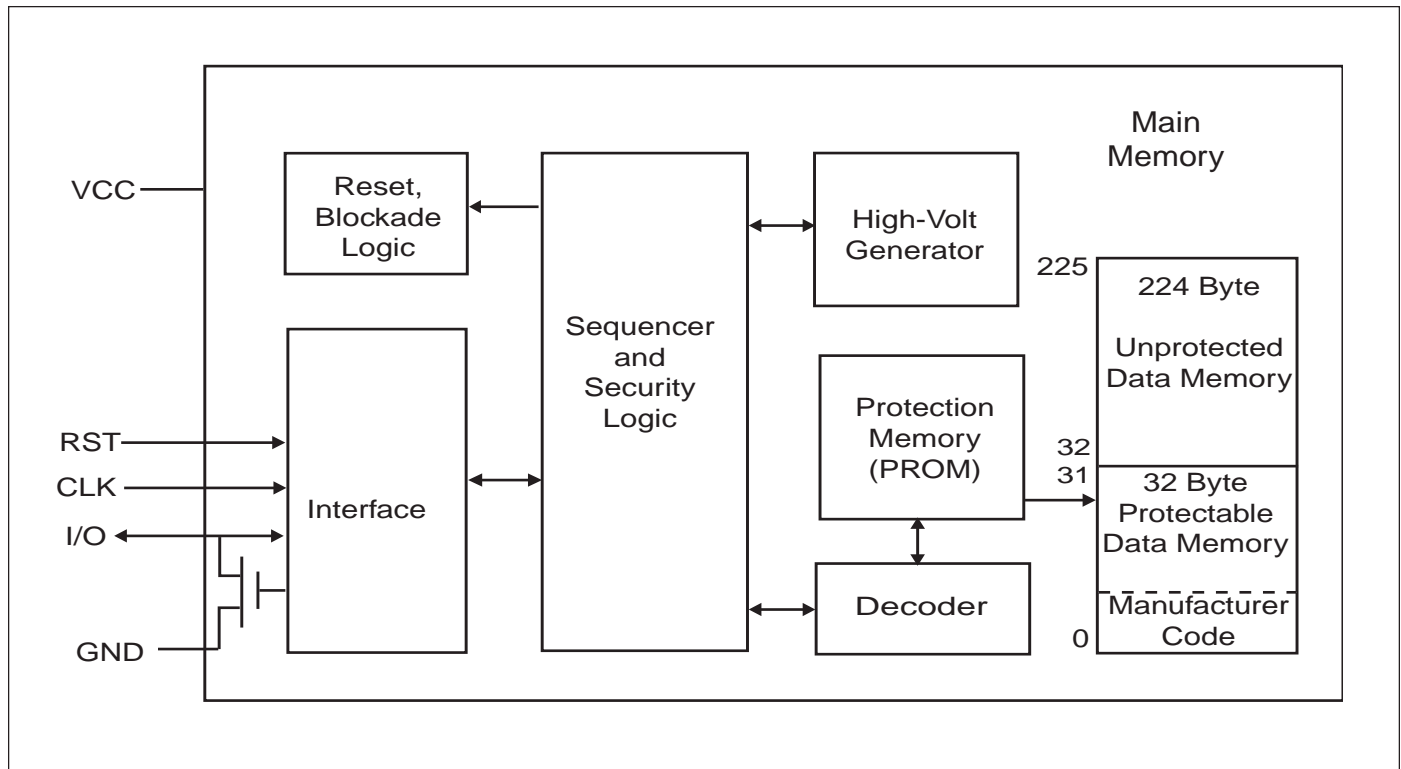 Main
Memory
VCC
Reset,
Blockade
Logic
High-Volt
Generator
225
224 Byte
Unprotected
Data Memory
Sequencer
and
Security
Logic
Protection
Memory
(PROM)
32
31
32 Byte
Protectable
Data Memory
RST
CLK
I/O
Interface
GND
Decoder
Manufacturer
Code
0